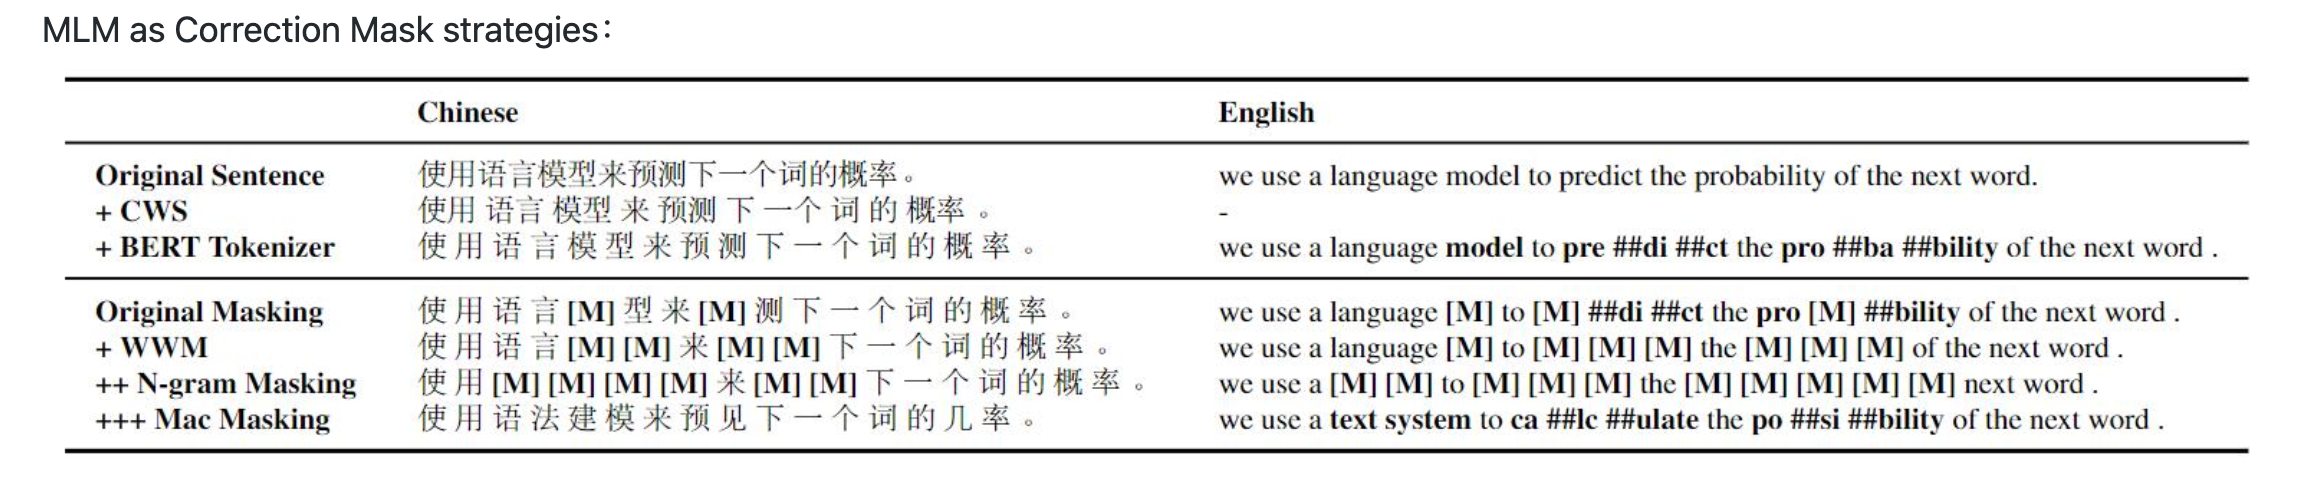 MLM as Correction Mask strategies：
Chinese English
Original Sentence 使用语言模型来预测下一个词的概率。 we use a language model to predict the probability of the next word.
+ CWS 使用 语言 模型 来 预测 下 一个 词 的 概率 。 -
+ BERT Tokenizer 使 用 语 言 模 型 来 预 测 下 一 个 词 的 概 率 。 we use a language model to pre ##di ##ct the pro ##ba ##bility of the next word .
Original Masking 使 用 语 言 [M] 型 来 [M] 测 下 一 个 词 的 概 率 。 we use a language [M] to [M] ##di ##ct the pro [M] ##bility of the next word .
+ WWM 使 用 语 言 [M] [M] 来 [M] [M] 下 一 个 词 的 概 率 。 we use a language [M] to [M] [M] [M] the [M] [M] [M] of the next word .
++ N-gram Masking 使 用 [M] [M] [M] [M] 来 [M] [M] 下 一 个 词 的 概 率 。 we use a [M] [M] to [M] [M] [M] the [M] [M] [M] [M] [M] next word .
+++ Mac Masking 使 用 语 法 建 模 来 预 见 下 一 个 词 的 几 率 。 we use a text system to ca ##lc ##ulate the po ##si ##bility of the next word .